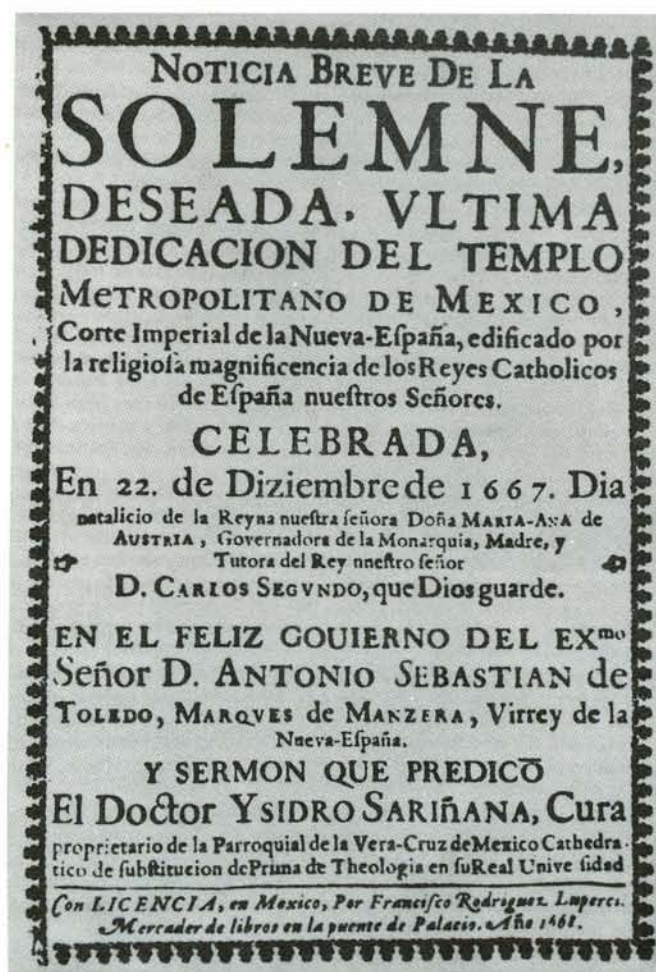 NOTICIA BREVE DE LA
SOLEMNE,
DESEADA, VLTIMA
DEDICACION DEL TEMPLO
METROPOLITANO DE MEXICO,
Corte Imperial de la Nueva-Eſpaña, edificado por
la religioſa magnificencia de los Reyes Catholicos
de Eſpaña nueſtros Señores.
CELEBRADA,
En 22. de Diziembre de 1667. Dia
natalicio de la Reyna nueſtra ſeñora Doña MARIA-ANA de
AUSTRIA, Governadora de la Monarquia, Madre, y
Tutora del Rey nneſtro ſeñor
D. CARLOS SEGVNDO, que Dios guarde.
EN EL FELIZ GOUIERNO DEL EXmo
Señor D. ANTONIO SEBASTIAN de
TOLEDO, MARQVES de MANZERA, Virrey de la
Nueva-Eſpaña.
Y SERMON QUE PREDICŌ
El Doctor YSIDRO SARIÑANA, Cura
proprietario de la Parroquial de la Vera-Cruz de Mexico Cathedra-
tico de ſubſtitucion de Prima de Theologia en ſu Real Unive ſidad
Con LICENCIA, en Mexico, Por Franciſco Rodriguez Luperci.
Mercader de libros en la puente de Palacio. Año 1668.